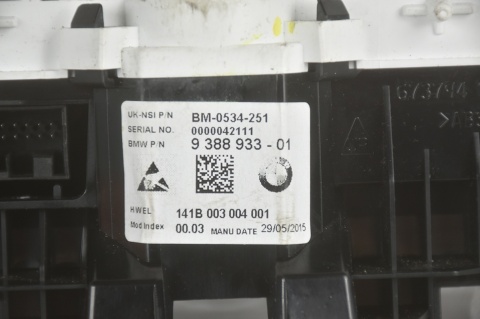 UK-NSI P/N BM-0534-251
SERIAL NO. 0000042111
BMW P/N 9 388 933 - 01
HWEL 141B 003 004 001
Mod Index 00.03 MANU DATE 29/05/2015